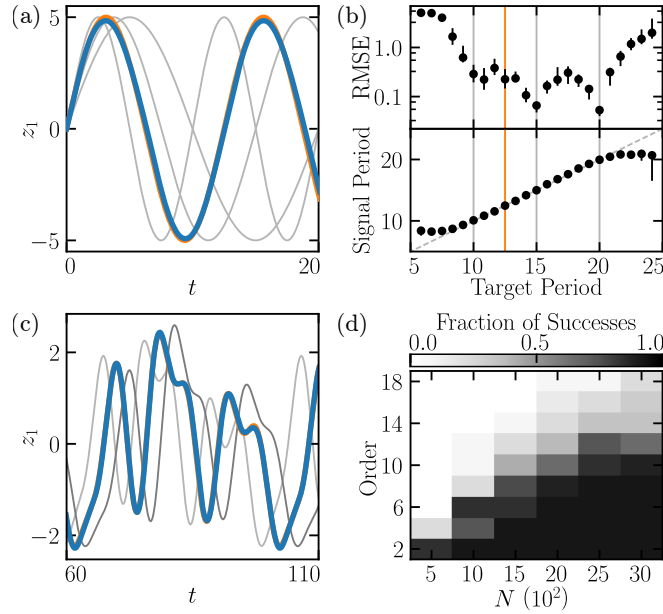 (a)
5
0
−5
z₁
0
20
t
(b)
1.0
0.1
RMSE
20
10
Signal Period
5
10
15
20
25
Target Period
(c)
2
0
−2
z₁
60
110
t
(d)
Fraction of Successes
0.0
0.5
1.0
18
14
10
6
2
Order
5
10
15
20
25
30
N (10²)